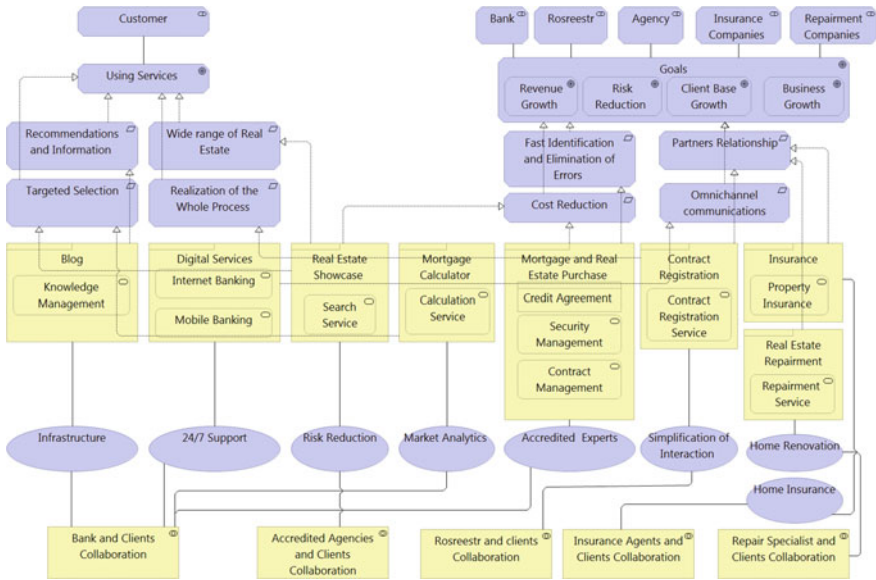 Customer
Bank
Rosreestr
Agency
Insurance
Companies
Repairment
Companies
Using Services
Goals
Revenue
Growth
Risk
Reduction
Client Base
Growth
Business
Growth
Recommendations
and Information
Wide range of Real
Estate
Fast Identification
and Elimination of
Errors
Partners Relationship
Targeted Selection
Realization of the
Whole Process
Cost Reduction
Omnichannel
communications
Blog
Knowledge
Management
Digital Services
Internet Banking
Mobile Banking
Real Estate
Showcase
Search
Service
Mortgage
Calculator
Calculation
Service
Mortgage and Real
Estate Purchase
Credit Agreement
Security
Management
Contract
Management
Contract
Registration
Contract
Registration
Service
Insurance
Property
Insurance
Real Estate
Repairment
Repairment
Service
Infrastructure
24/7 Support
Risk Reduction
Market Analytics
Accredited Experts
Simplification of
Interaction
Home Renovation
Home Insurance
Bank and Clients
Collaboration
Accredited Agencies
and Clients
Collaboration
Rosreestr and clients
Collaboration
Insurance Agents and
Clients Collaboration
Repair Specialist and
Clients Collaboration